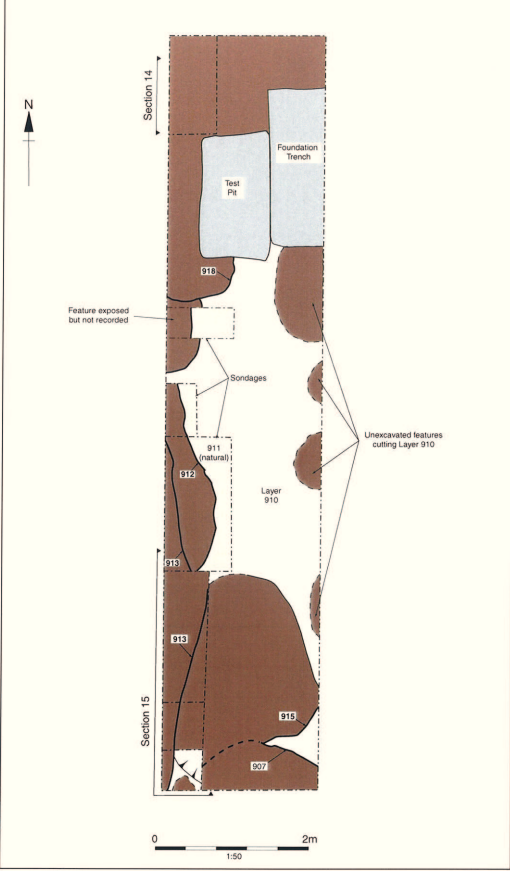 Section 14
N
Foundation
Trench
Test
Pit
918
Feature exposed
but not recorded
Sondages
Unexcavated features
cutting Layer 910
911
(natural)
912
Layer
910
913
913
Section 15
915
907
0
2m
1:50